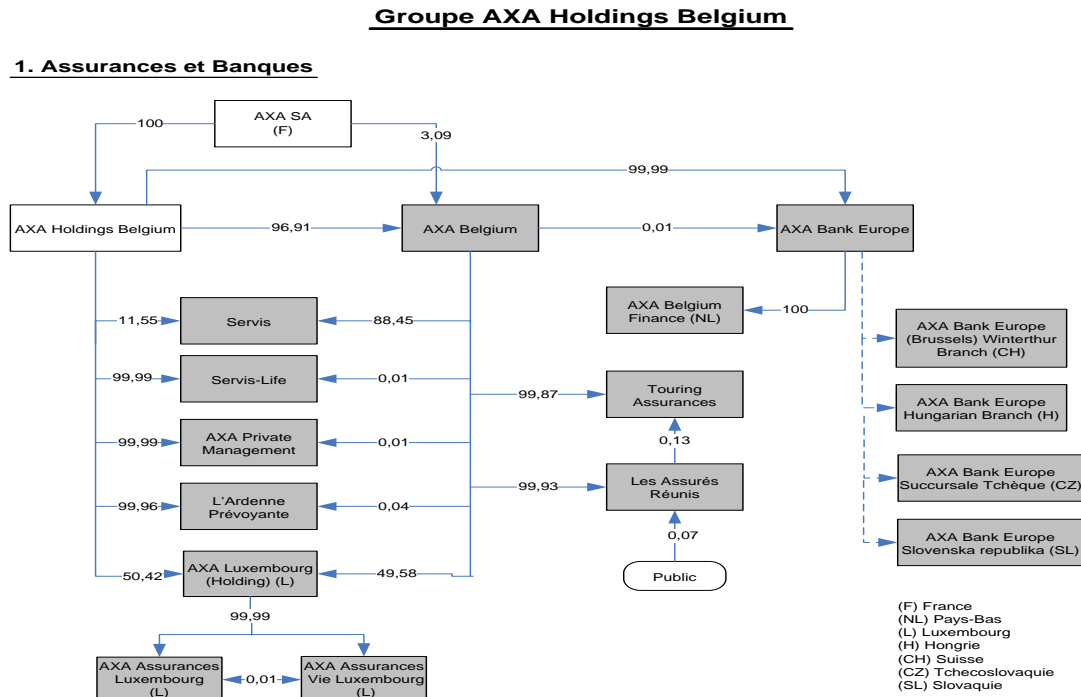 Groupe AXA Holdings Belgium
1. Assurances et Banques
AXA SA
(F)
100
3,09
99,99
AXA Holdings Belgium
96,91
AXA Belgium
0,01
AXA Bank Europe
AXA Belgium
Finance (NL)
100
11,55
Servis
88,45
AXA Bank Europe
(Brussels) Winterthur
Branch (CH)
99,99
Servis-Life
0,01
99,87
Touring
Assurances
AXA Bank Europe
Hungarian Branch (H)
99,99
AXA Private
Management
0,01
0,13
99,93
Les Assurés
Réunis
AXA Bank Europe
Succursale Tchèque (CZ)
99,96
L'Ardenne
Prévoyante
0,04
0,07
AXA Bank Europe
Slovenska republika (SL)
50,42
AXA Luxembourg
(Holding) (L)
49,58
Public
99,99
AXA Assurances
Luxembourg
(L)
0,01
AXA Assurances
Vie Luxembourg
(L)
(F) France
(NL) Pays-Bas
(L) Luxembourg
(H) Hongrie
(CH) Suisse
(CZ) Tchecoslovaquie
(SL) Slovaquie